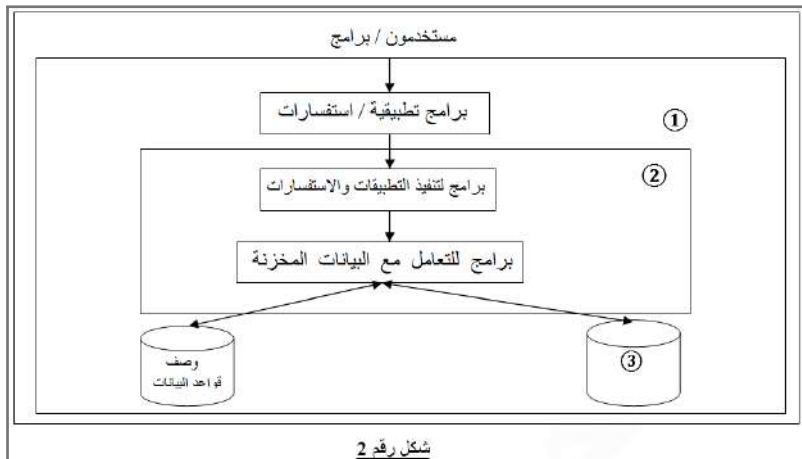 مستخدمون / برامج
برامج تطبيقية / استفسارات
①
②
برامج لتنفيذ التطبيقات والاستفسارات
برامج للتعامل مع البيانات المخزنة
وصف
قواعد البيانات
③
شكل رقم 2